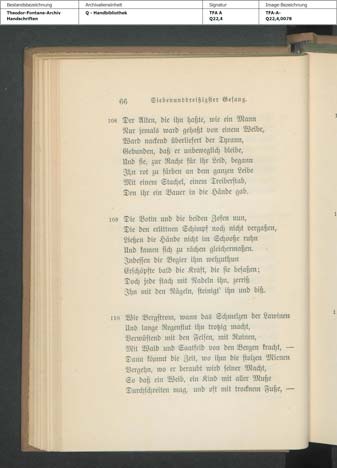 Bestandsbezeichnung Archivalieneinheit Signatur Image-Bezeichnung
Theodor-Fontane-Archiv Q - Handbibliothek TFA A TFA-A-
Handschriften Q22,4 Q22,4,0078
66 Siebenunddreißigster Gesang.
108 Der Alten, die ihn haßte, wie ein Mann
Nur jemals ward gehaßt von einem Weibe,
Ward nackend überliefert der Tyrann,
Gebunden, daß er unbeweglich bleibe,
Und sie, zur Rache für ihr Leid, begann
Ihn rot zu färben an dem ganzen Leibe
Mit einem Stachel, einem Treiberstab,
Den ihr ein Bauer in die Hände gab.
109 Die Botin und die beiden Zofen nun,
Die den erlittnen Schimpf noch nicht vergaßen,
Ließen die Hände nicht im Schooße ruhn
Und kamen sich zu rächen gleichermaßen.
Indessen die Begier ihm wehzuthun
Erschöpfte bald die Kraft, die sie besaßen;
Doch jede stach mit Nadeln ihn, zerriß
Ihn mit den Nägeln, steinigt' ihn und biß.
110 Wie Bergstrom, wann das Schmelzen der Lawinen
Und lange Regenflut ihn trotzig macht,
Verwüstend mit den Felsen, mit Ruinen,
Mit Wald und Saatfeld von den Bergen kracht, —
Dann kömmt die Zeit, wo ihm die stolzen Mienen
Vergehn, wo er beraubt wird seiner Macht,
So daß ein Weib, ein Kind mit aller Muße
Durchschreiten mag, und oft mit trocknem Fuße, —